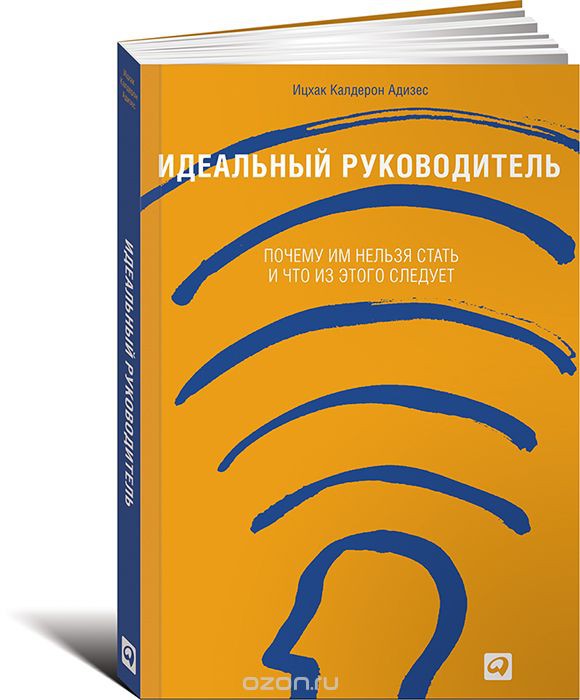 Ицхак Калдерон Адизес
ИДЕАЛЬНЫЙ РУКОВОДИТЕЛЬ
ПОЧЕМУ ИМ НЕЛЬЗЯ СТАТЬ
И ЧТО ИЗ ЭТОГО СЛЕДУЕТ
Ицхак
Калдерон
Адизес
ИДЕАЛЬНЫЙ РУКОВОДИТЕЛЬ
ozon.ru